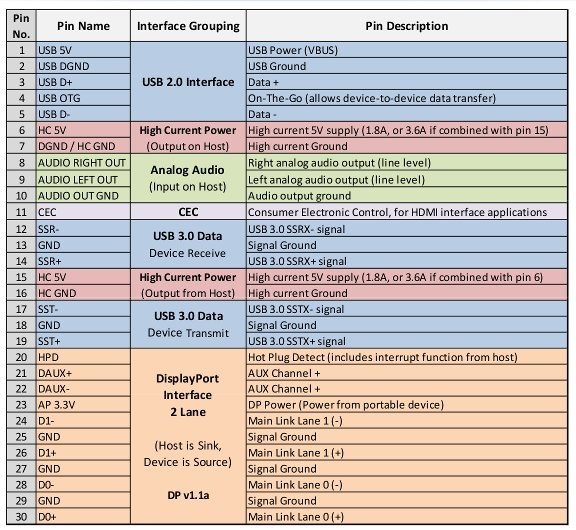 Pin No. Pin Name Interface Grouping Pin Description
1 USB 5V USB Power (VBUS)
2 USB DGND USB Ground
3 USB D+ USB 2.0 Interface Data +
4 USB OTG On-The-Go (allows device-to-device data transfer)
5 USB D- Data -
6 HC 5V High Current Power High current 5V supply (1.8A, or 3.6A if combined with pin 15)
7 DGND / HC GND (Output on Host) High current Ground
8 AUDIO RIGHT OUT Analog Audio Right analog audio output (line level)
9 AUDIO LEFT OUT (Input on Host) Left analog audio output (line level)
10 AUDIO OUT GND Audio output ground
11 CEC CEC Consumer Electronic Control, for HDMI interface applications
12 SSR- USB 3.0 Data USB 3.0 SSRX- signal
13 GND Device Receive Signal Ground
14 SSR+ USB 3.0 SSRX+ signal
15 HC 5V High Current Power High current 5V supply (1.8A, or 3.6A if combined with pin 6)
16 HC GND (Output from Host) High current Ground
17 SST- USB 3.0 Data USB 3.0 SSTX- signal
18 GND Device Transmit Signal Ground
19 SST+ USB 3.0 SSTX+ signal
20 HPD Hot Plug Detect (includes interrupt function from host)
21 DAUX+ DisplayPort AUX Channel +
22 DAUX- Interface AUX Channel +
23 AP 3.3V 2 Lane DP Power (Power from portable device)
24 D1- Main Link Lane 1 (-)
25 GND (Host is Sink, Signal Ground
26 D1+ Device is Source) Main Link Lane 1 (+)
27 GND Signal Ground
28 D0- DP v1.1a Main Link Lane 0 (-)
29 GND Signal Ground
30 D0+ Main Link Lane 0 (+)